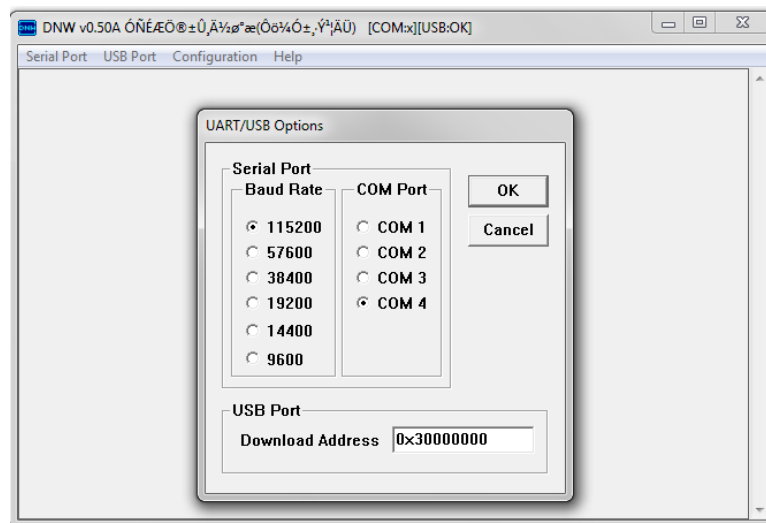 DNW v0.50A ÓÑÉÆÖ®±Û¸Ä½ø°æ(Ôö¼Ó±¸·Ý¹¦ÄÜ) [COM:x][USB:OK]
Serial Port USB Port Configuration Help
UART/USB Options
Serial Port
Baud Rate COM Port
OK
115200 COM 1
Cancel
57600 COM 2
38400 COM 3
19200 COM 4
14400
9600
USB Port
Download Address 0x30000000